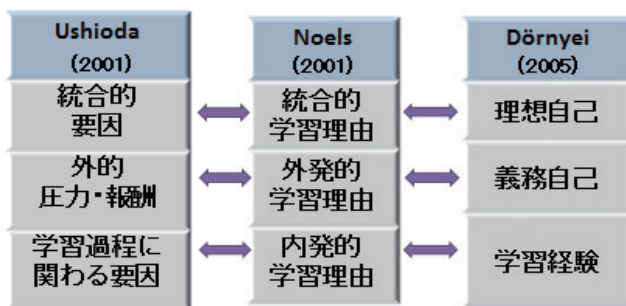 Ushioda
(2001)
統合的
要因
外的
圧力・報酬
学習過程に
関わる要因
Noels
(2001)
統合的
学習理由
外発的
学習理由
内発的
学習理由
Dörnyei
(2005)
理想自己
義務自己
学習経験